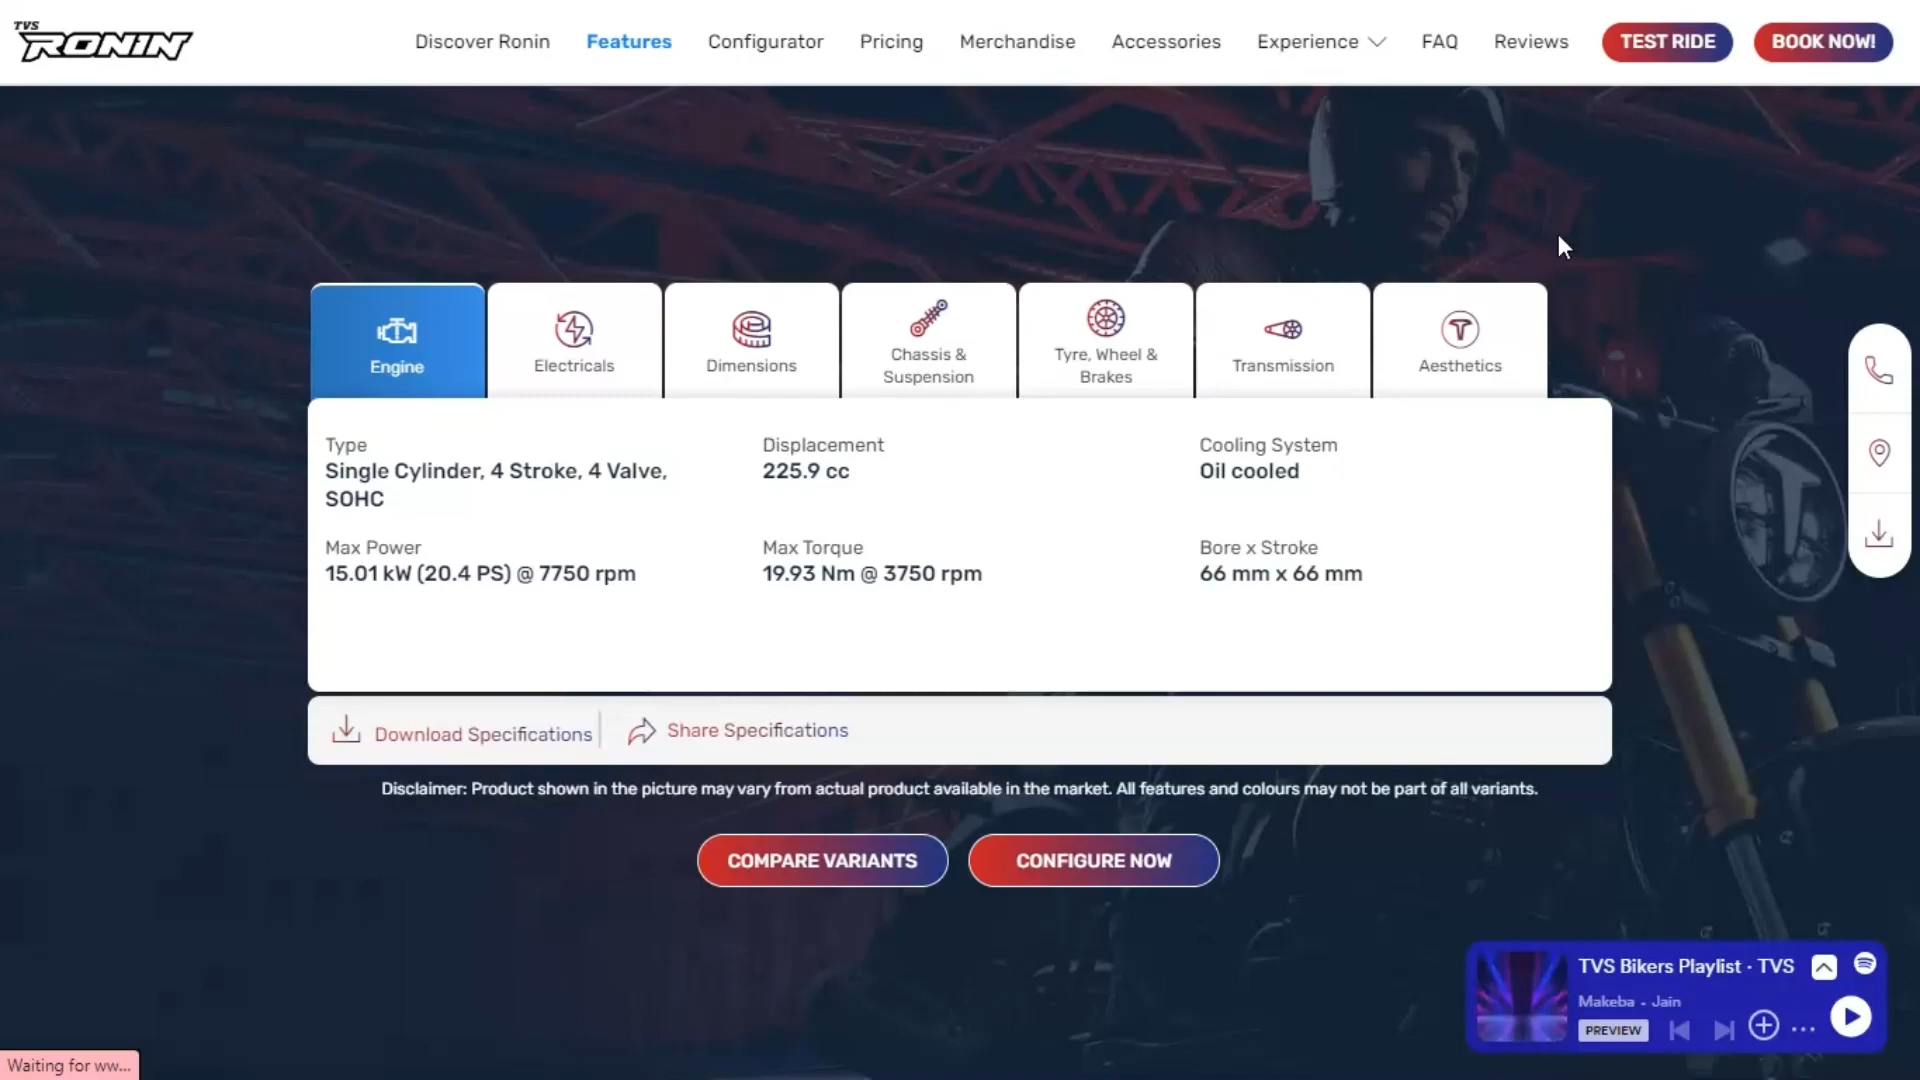 TVS
RONIN
Discover Ronin
Features
Configurator
Pricing
Merchandise
Accessories
Experience
FAQ
Reviews
TEST RIDE
BOOK NOW!
Engine
Electricals
Dimensions
Chassis &
Suspension
Tyre, Wheel &
Brakes
Transmission
Aesthetics
Type
Single Cylinder, 4 Stroke, 4 Valve,
SOHC
Displacement
225.9 cc
Cooling System
Oil cooled
Max Power
15.01 kW (20.4 PS) @ 7750 rpm
Max Torque
19.93 Nm @ 3750 rpm
Bore x Stroke
66 mm x 66 mm
Download Specifications
Share Specifications
Disclaimer: Product shown in the picture may vary from actual product available in the market. All features and colours may not be part of all variants.
COMPARE VARIANTS
CONFIGURE NOW
TVS Bikers Playlist · TVS
Makeba - Jain
PREVIEW
Waiting for ww...